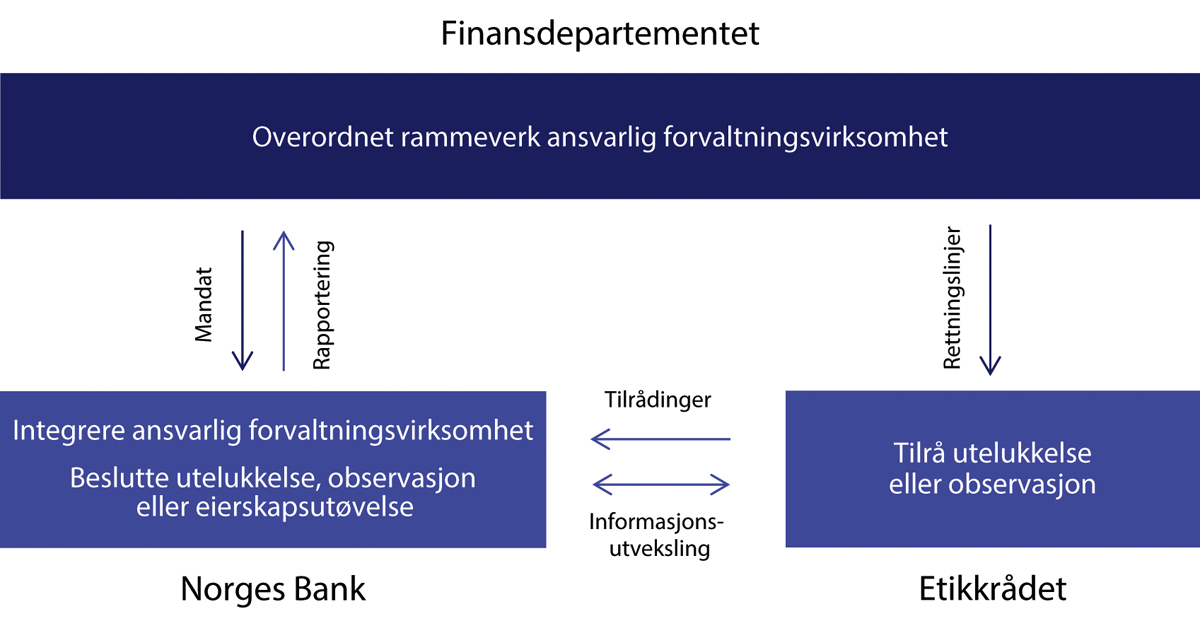 Finansdepartementet
Overordnet rammeverk ansvarlig forvaltningsvirksomhet
Mandat
Rapportering
Rettningslinjer
Integrere ansvarlig forvaltningsvirksomhet
Beslutte utelukkelse, observasjon
eller eierskapsutøvelse
Tilrådinger
Informasjons-
utveksling
Tilrå utelukkelse
eller observasjon
Norges Bank
Etikkrådet